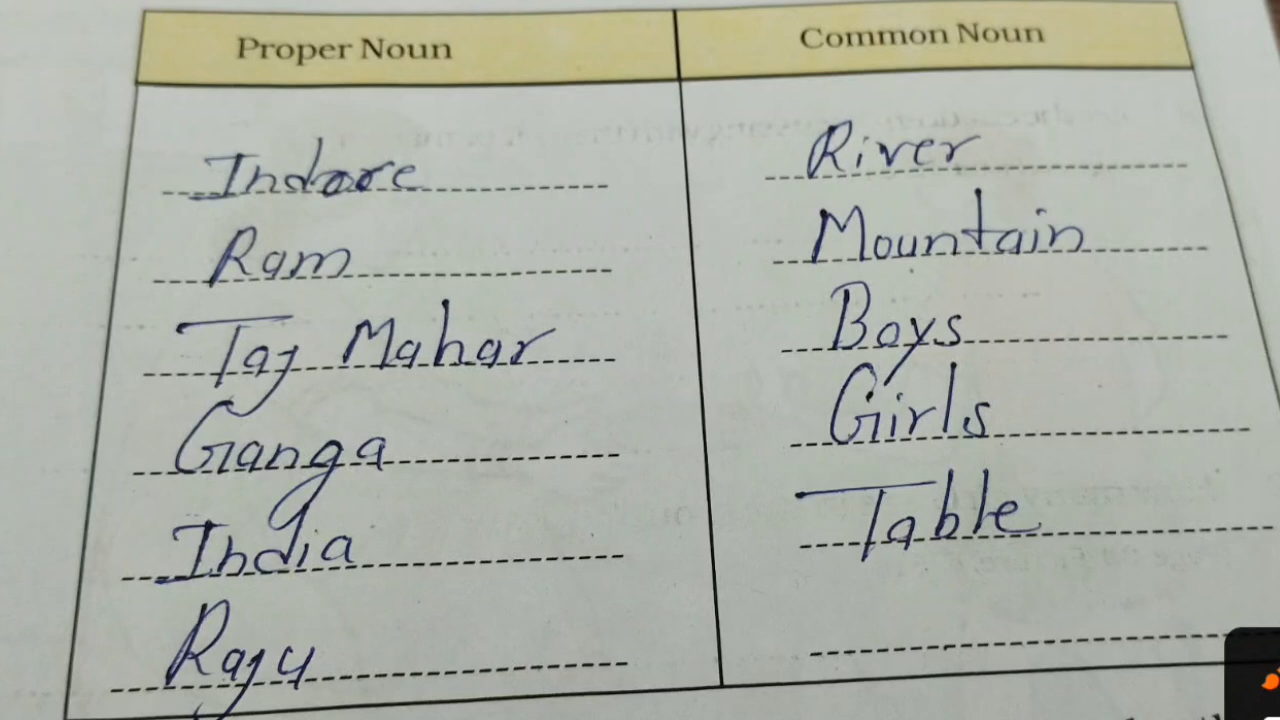 Proper Noun
Common Noun
Indore
River
Ram
Mountain
Taj Mahar
Boys
Ganga
Girls
India
Table
Raju